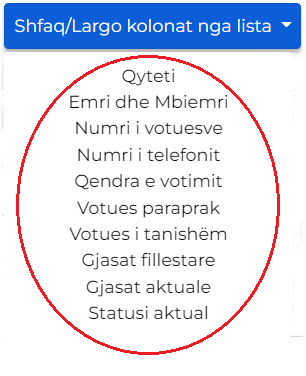 Shfaq/Largo kolonat nga lista
Qyteti
Emri dhe Mbiemri
Numri i votuesve
Numri i telefonit
Qendra e votimit
Votues paraprak
Votues i tanishëm
Gjasat fillestare
Gjasat aktuale
Statusi aktual